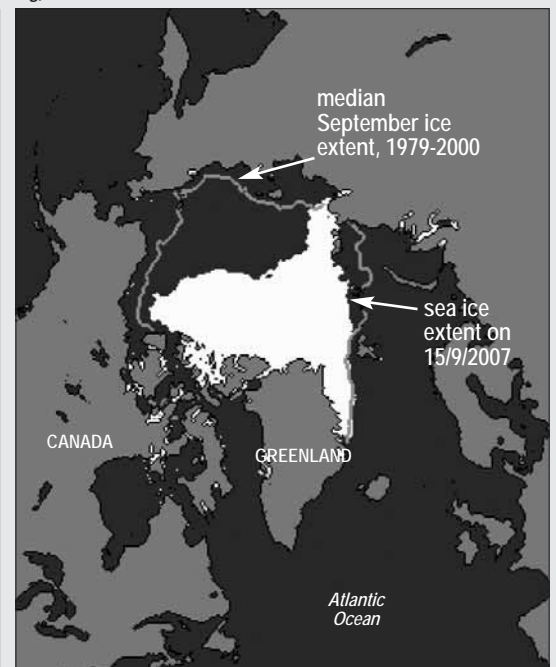 median
September ice
extent, 1979-2000
sea ice
extent on
15/9/2007
CANADA
GREENLAND
Atlantic
Ocean